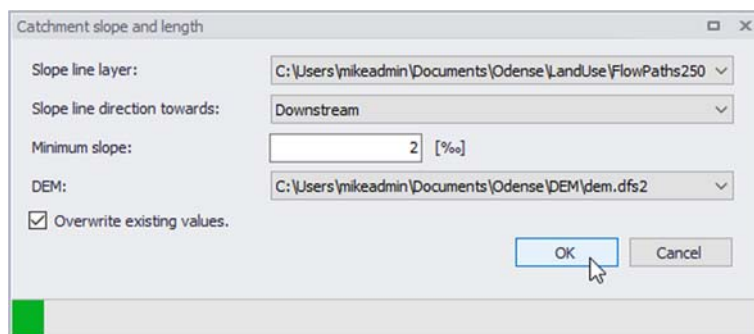 Catchment slope and length
Slope line layer: C:\Users\mikeadmin\Documents\Odense\LandUse\FlowPaths250
Slope line direction towards: Downstream
Minimum slope: 2 [‰]
DEM: C:\Users\mikeadmin\Documents\Odense\DEM\dem.dfs2
Overwrite existing values.
OK Cancel